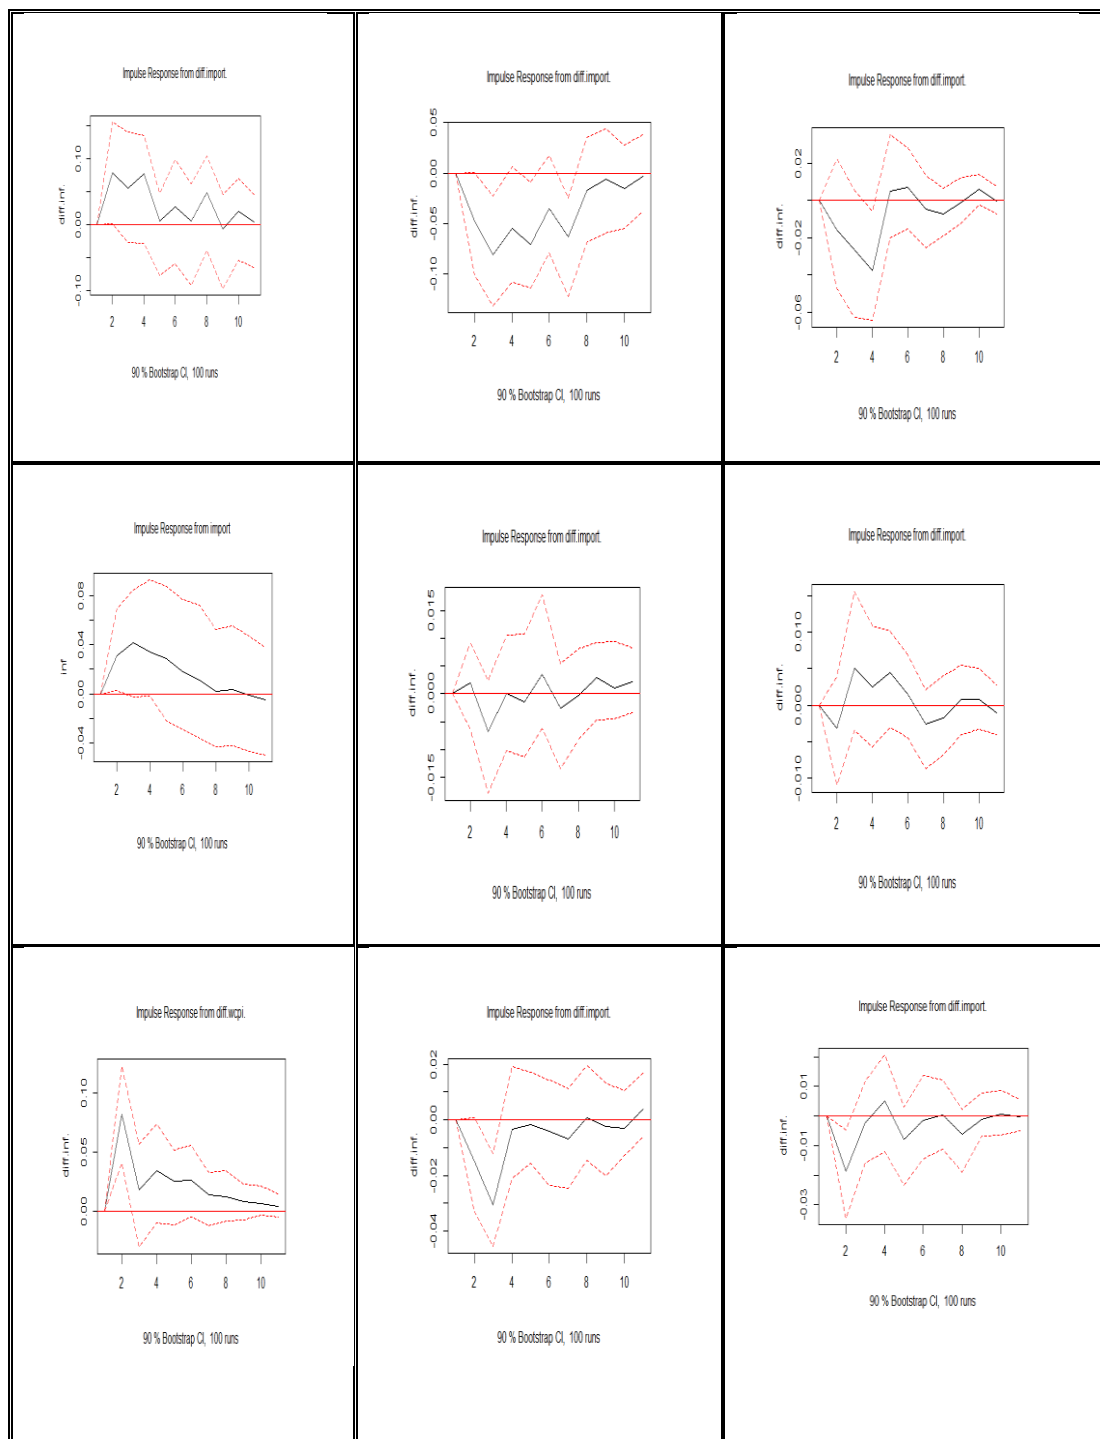 Impulse Response from diff.import.
diff.inf.
0.10
0.00
-0.10
2 4 6 8 10
90 % Bootstrap CI, 100 runs
Impulse Response from diff.import.
diff.inf.
0.05
0.00
-0.05
-0.10
2 4 6 8 10
90 % Bootstrap CI, 100 runs
Impulse Response from diff.import.
diff.inf.
0.02
-0.02
-0.06
2 4 6 8 10
90 % Bootstrap CI, 100 runs
Impulse Response from import
inf
0.08
0.04
0.00
-0.04
2 4 6 8 10
90 % Bootstrap CI, 100 runs
Impulse Response from diff.import.
diff.inf.
0.015
0.000
-0.015
2 4 6 8 10
90 % Bootstrap CI, 100 runs
Impulse Response from diff.import.
diff.inf.
0.010
0.000
-0.010
2 4 6 8 10
90 % Bootstrap CI, 100 runs
Impulse Response from diff.wcpi.
diff.inf.
0.10
0.05
0.00
2 4 6 8 10
90 % Bootstrap CI, 100 runs
Impulse Response from diff.import.
diff.inf.
0.02
0.00
-0.02
-0.04
2 4 6 8 10
90 % Bootstrap CI, 100 runs
Impulse Response from diff.import.
diff.inf.
0.01
-0.01
-0.03
2 4 6 8 10
90 % Bootstrap CI, 100 runs